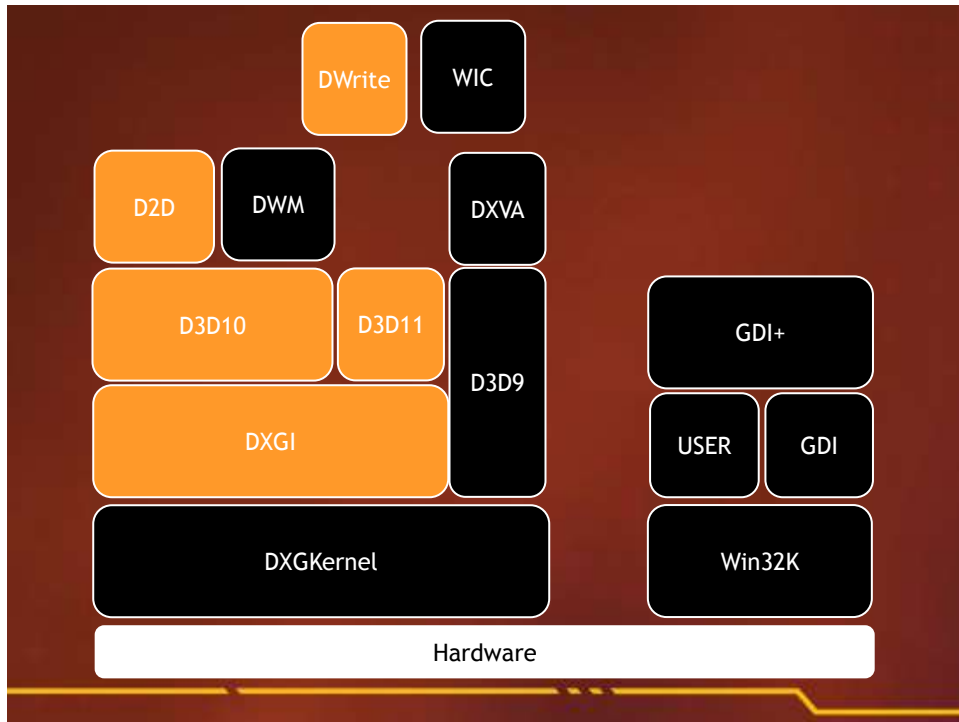 DWrite
WIC
D2D
DWM
DXVA
D3D10
D3D11
GDI+
D3D9
DXGI
USER
GDI
DXGKernel
Win32K
Hardware